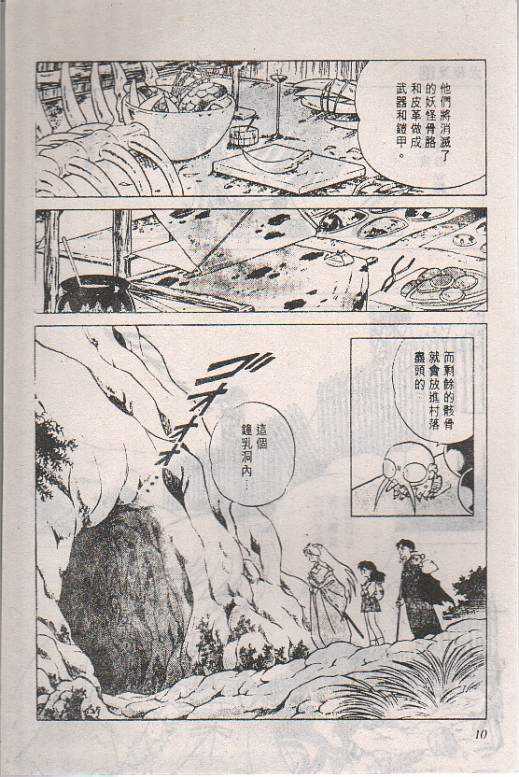 他們將消滅了
的妖怪骨骼
和皮革做成
武器和鎧甲。
而剩餘的骸骨
就會放進村落
盡頭的…
這個
鐘乳洞內…
ゴオオオ
10